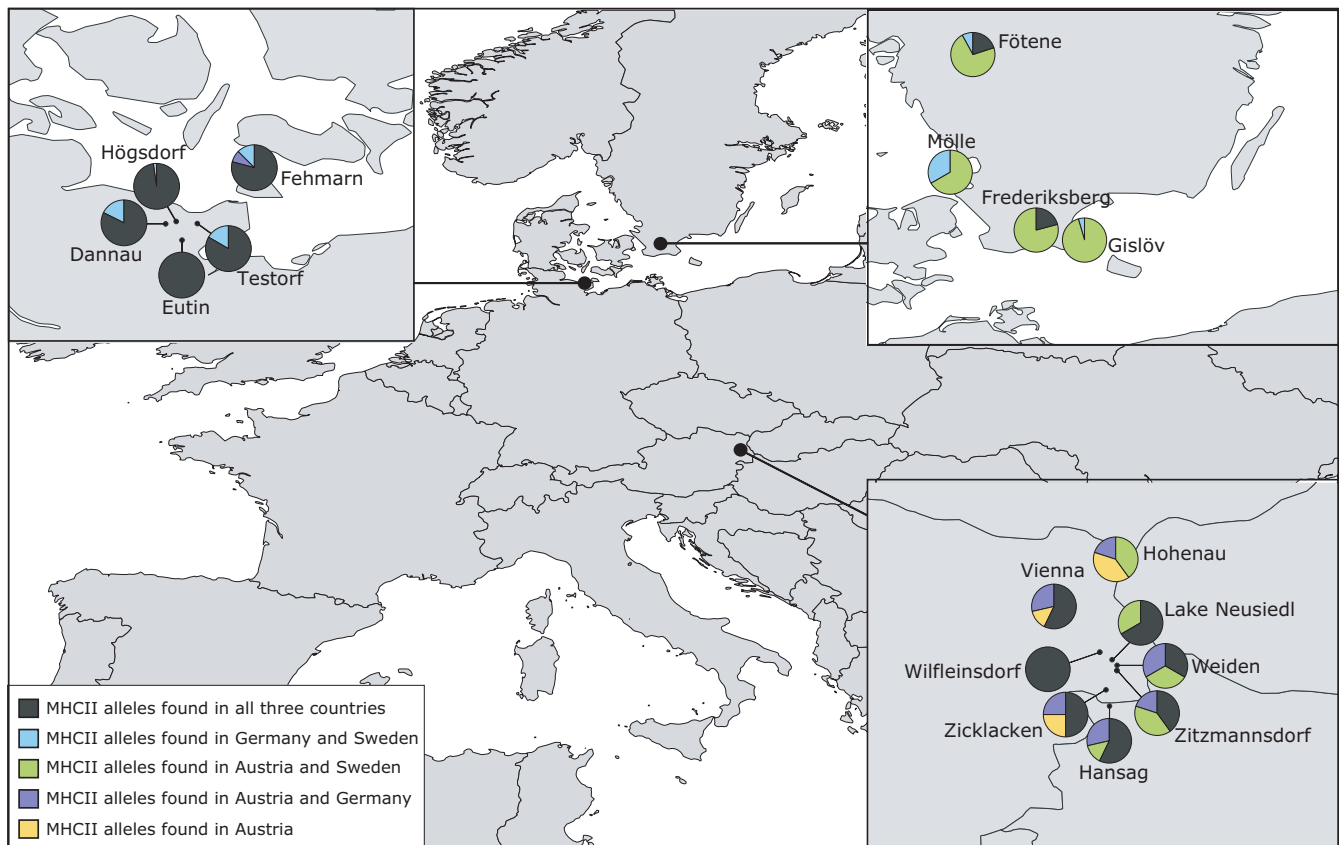 Högsdorf
Fehmarn
Dannau
Testorf
Eutin
Fötene
Mölle
Frederiksberg
Gislöv
Hohenau
Vienna
Lake Neusiedl
Wilfleinsdorf
Weiden
Zicklacken
Zitzmannsdorf
Hansag
MHCII alleles found in all three countries
MHCII alleles found in Germany and Sweden
MHCII alleles found in Austria and Sweden
MHCII alleles found in Austria and Germany
MHCII alleles found in Austria